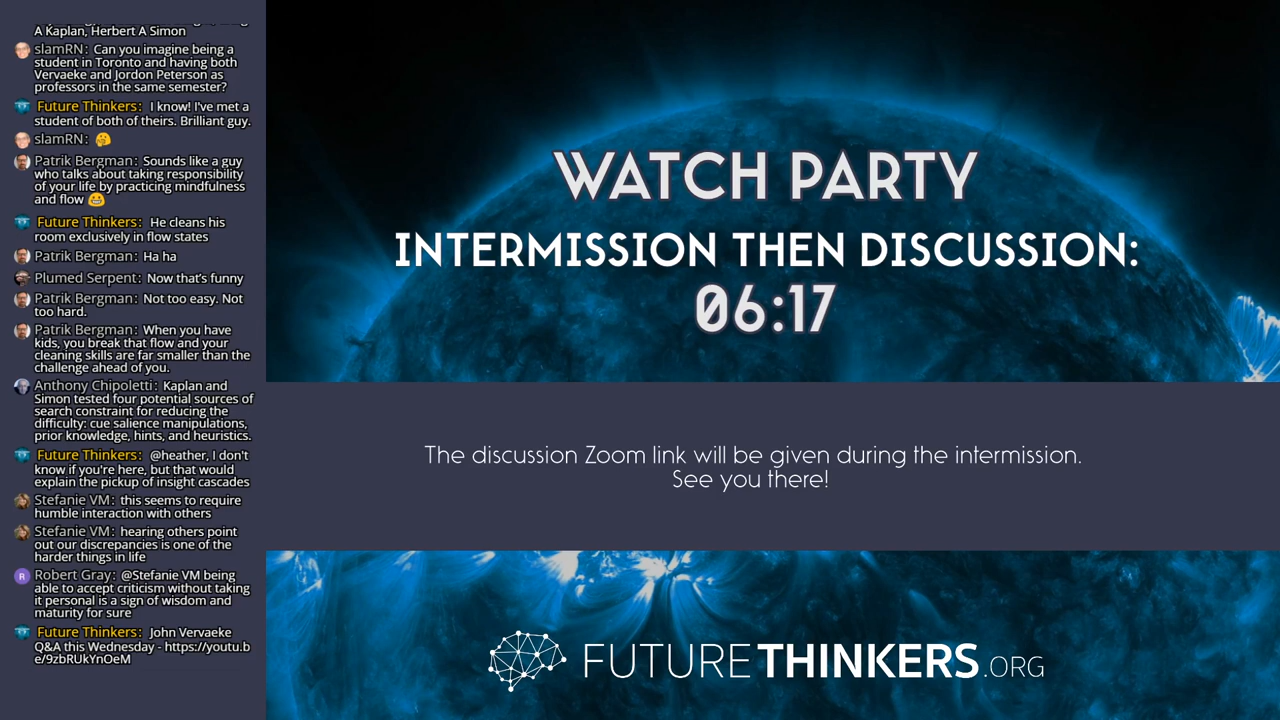 A Kaplan, Herbert A Simon
slamRN: Can you imagine being a
student in Toronto and having both
Vervaeke and Jordon Peterson as
professors in the same semester?
Future Thinkers: I know! I've met a
student of both of theirs. Brilliant guy.
slamRN: 🤔
Patrik Bergman: Sounds like a guy
who talks about taking responsibility
of your life by practicing mindfulness
and flow 😀
Future Thinkers: He cleans his
room exclusively in flow states
Patrik Bergman: Ha ha
Plumed Serpent: Now that's funny
Patrik Bergman: Not too easy. Not
too hard.
Patrik Bergman: When you have
kids, you break that flow and your
cleaning skills are far smaller than the
challenge ahead of you.
Anthony Chipoletti: Kaplan and
Simon tested four potential sources of
search constraint for reducing the
difficulty: cue salience manipulations,
prior knowledge, hints, and heuristics.
Future Thinkers: @heather, I don't
know if you're here, but that would
explain the pickup of insight cascades
Stefanie VM: this seems to require
humble interaction with others
Stefanie VM: hearing others point
out our discrepancies is one of the
harder things in life
R Robert Gray: @Stefanie VM being
able to accept criticism without taking
it personal is a sign of wisdom and
maturity for sure
Future Thinkers: John Vervaeke
Q&A this Wednesday - https://youtu.b
e/9zbRUkYnOeM
WATCH PARTY
INTERMISSION THEN DISCUSSION:
06:17
The discussion Zoom link will be given during the intermission.
See you there!
FUTURETHINKERS.ORG